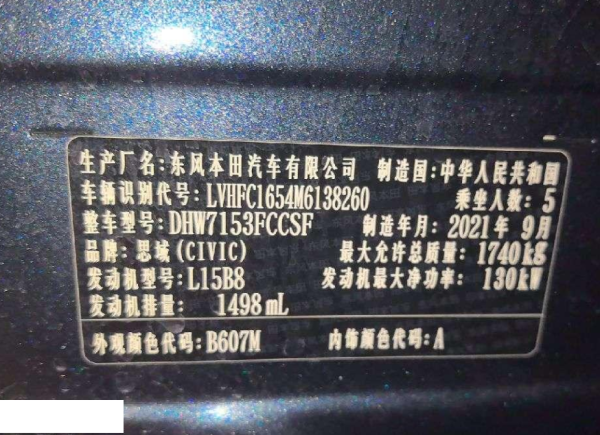 生产厂名:东风本田汽车有限公司 制造国:中华人民共和国
车辆识别代号:LVHFC1654M6138260 乘坐人数:5
整车型号:DHW7153FCCSF 制造年月:2021年9月
品牌:思域(CIVIC) 最大允许总质量:1740kg
发动机型号:L15B8 发动机最大净功率:130kW
发动机排量: 1498mL
外观颜色代码:B607M 内饰颜色代码:A